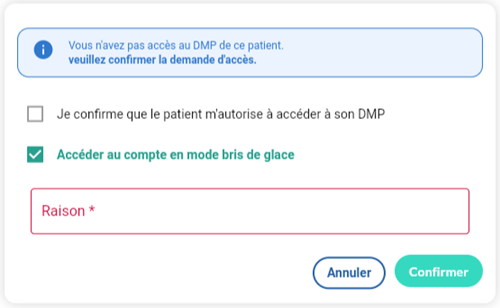 Vous n'avez pas accès au DMP de ce patient.
veuillez confirmer la demande d'accès.
Je confirme que le patient m'autorise à accéder à son DMP
Accéder au compte en mode bris de glace
Raison *
Annuler
Confirmer